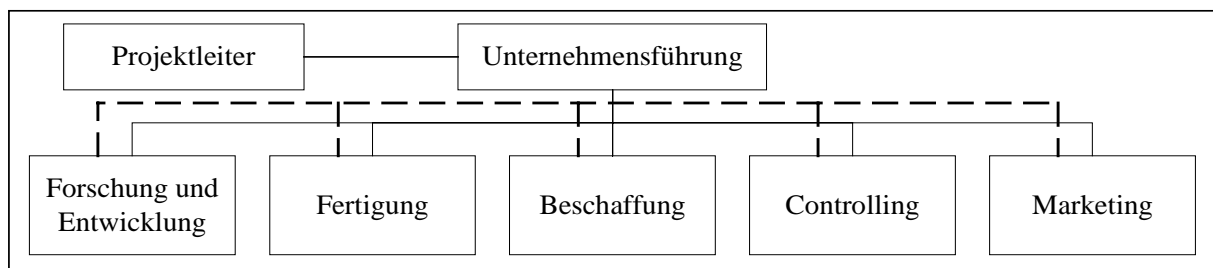 Projektleiter
Unternehmensführung
Forschung und
Entwicklung
Fertigung
Beschaffung
Controlling
Marketing